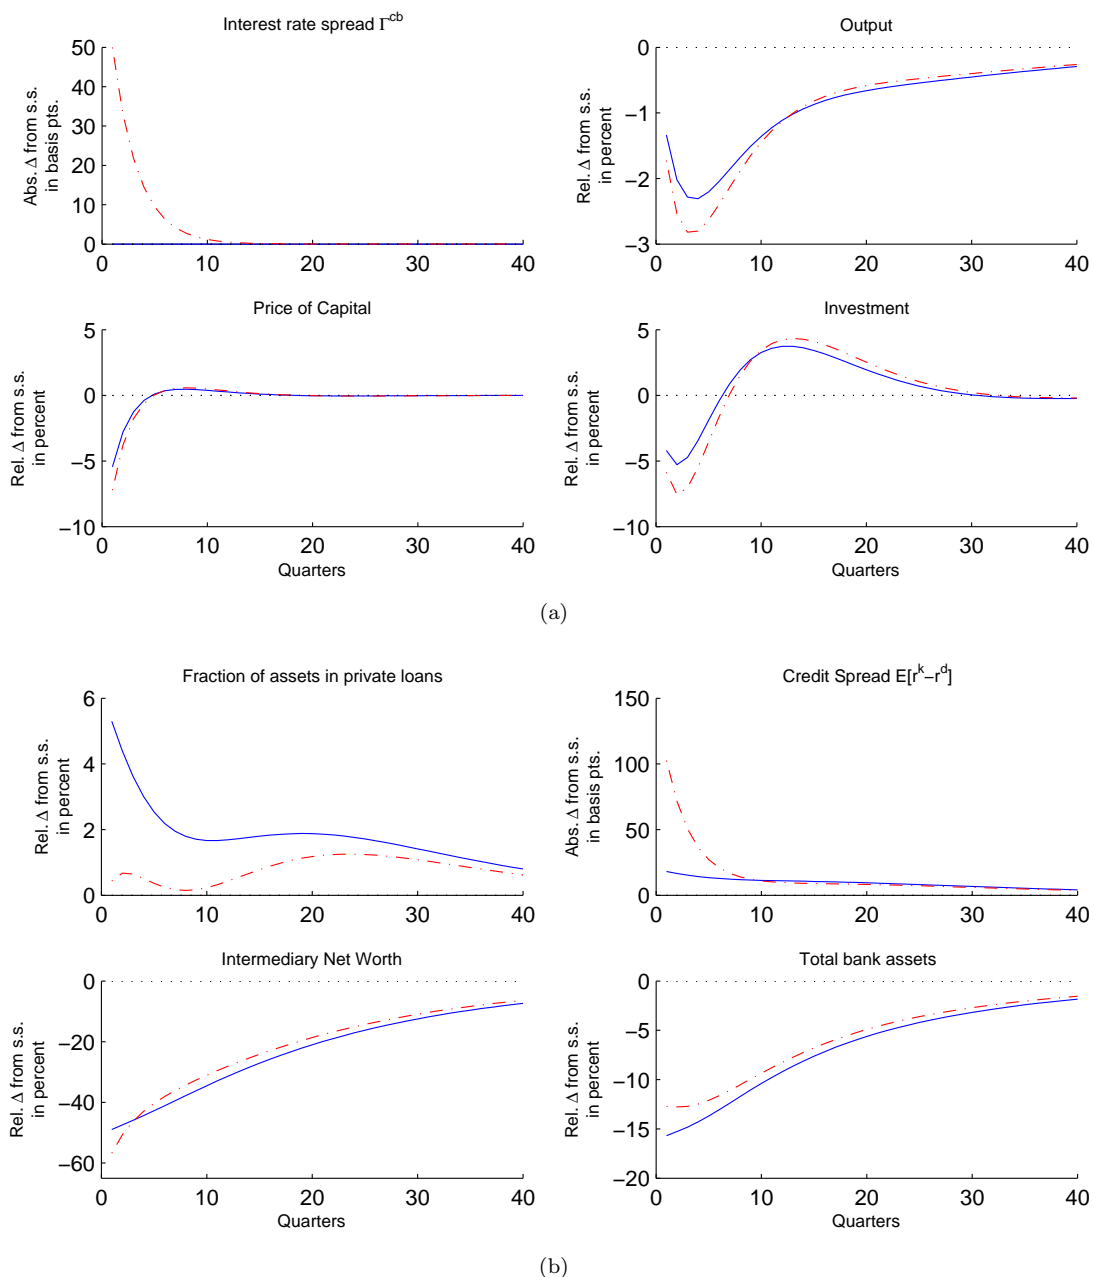 Interest rate spread Γ^cb
Abs. Δ from s.s.
in basis pts.
50
40
30
20
10
0
0 10 20 30 40
Output
Rel. Δ from s.s.
in percent
0
−1
−2
−3
0 10 20 30 40
Price of Capital
Rel. Δ from s.s.
in percent
5
0
−5
−10
0 10 20 30 40
Quarters
Investment
Rel. Δ from s.s.
in percent
5
0
−5
−10
0 10 20 30 40
Quarters
(a)
Fraction of assets in private loans
Rel. Δ from s.s.
in percent
6
4
2
0
0 10 20 30 40
Credit Spread E[r^k−r^d]
Abs. Δ from s.s.
in basis pts.
150
100
50
0
0 10 20 30 40
Intermediary Net Worth
Rel. Δ from s.s.
in percent
0
−20
−40
−60
0 10 20 30 40
Quarters
Total bank assets
Rel. Δ from s.s.
in percent
0
−5
−10
−15
−20
0 10 20 30 40
Quarters
(b)